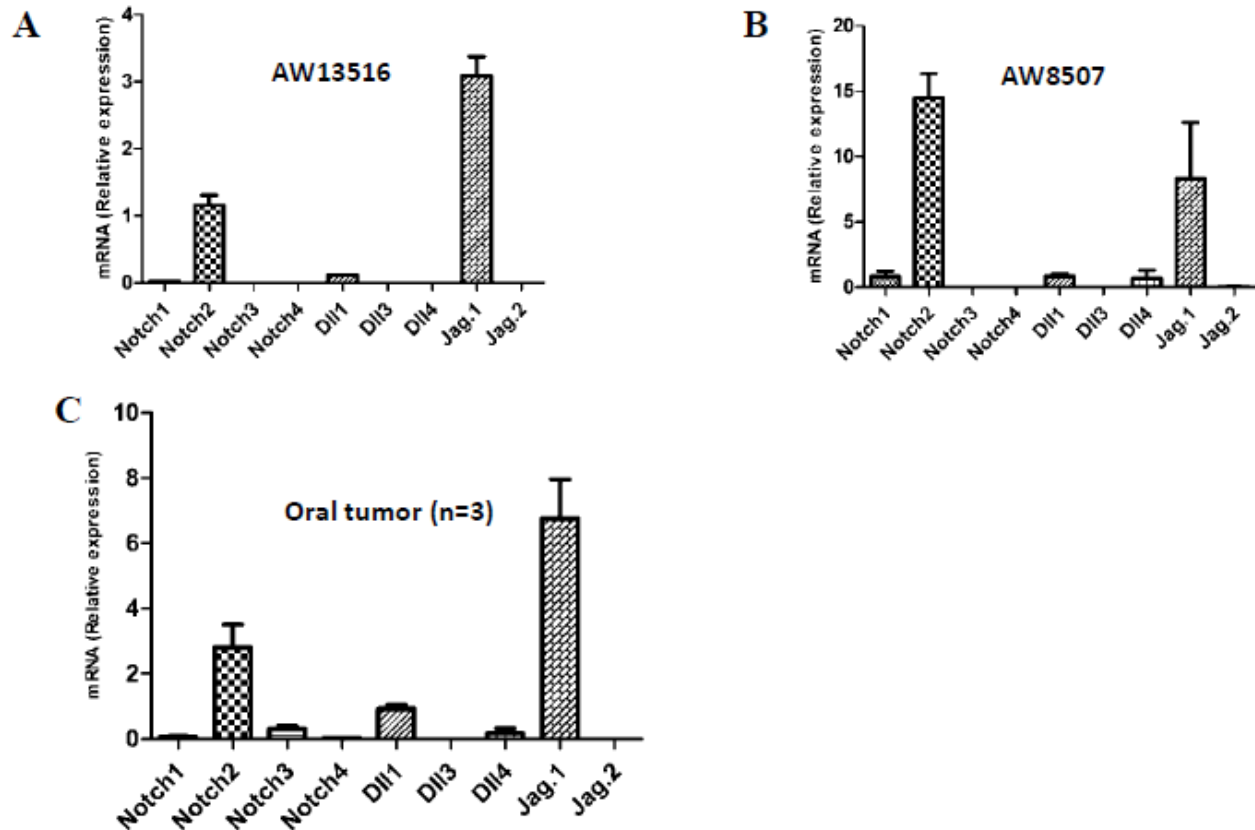 A
mRNA (Relative expression)
4
3
2
1
0
AW13516
Notch1
Notch2
Notch3
Notch4
Dll1
Dll3
Dll4
Jag.1
Jag.2
B
mRNA (Relative expression)
20
15
10
5
0
AW8507
Notch1
Notch2
Notch3
Notch4
Dll1
Dll3
Dll4
Jag.1
Jag.2
C
mRNA (Relative expression)
10
8
6
4
2
0
Oral tumor (n=3)
Notch1
Notch2
Notch3
Notch4
Dll1
Dll3
Dll4
Jag.1
Jag.2